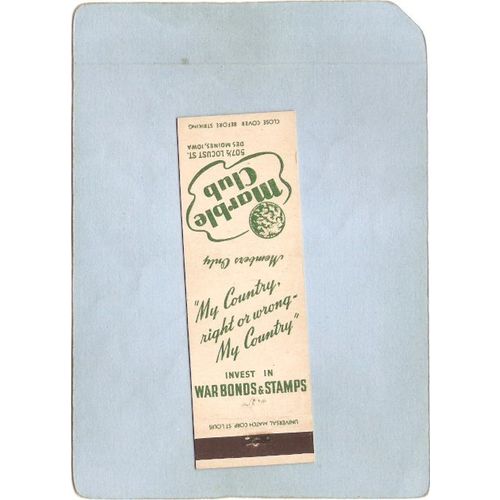 CLOSE COVER BEFORE STRIKING
507½ LOCUST ST.
DES MOINES, IOWA
Marble
Club
Members Only
"My Country,
right or wrong-
My Country"
INVEST IN
WAR BONDS & STAMPS
UNIVERSAL MATCH CORP ST LOUIS